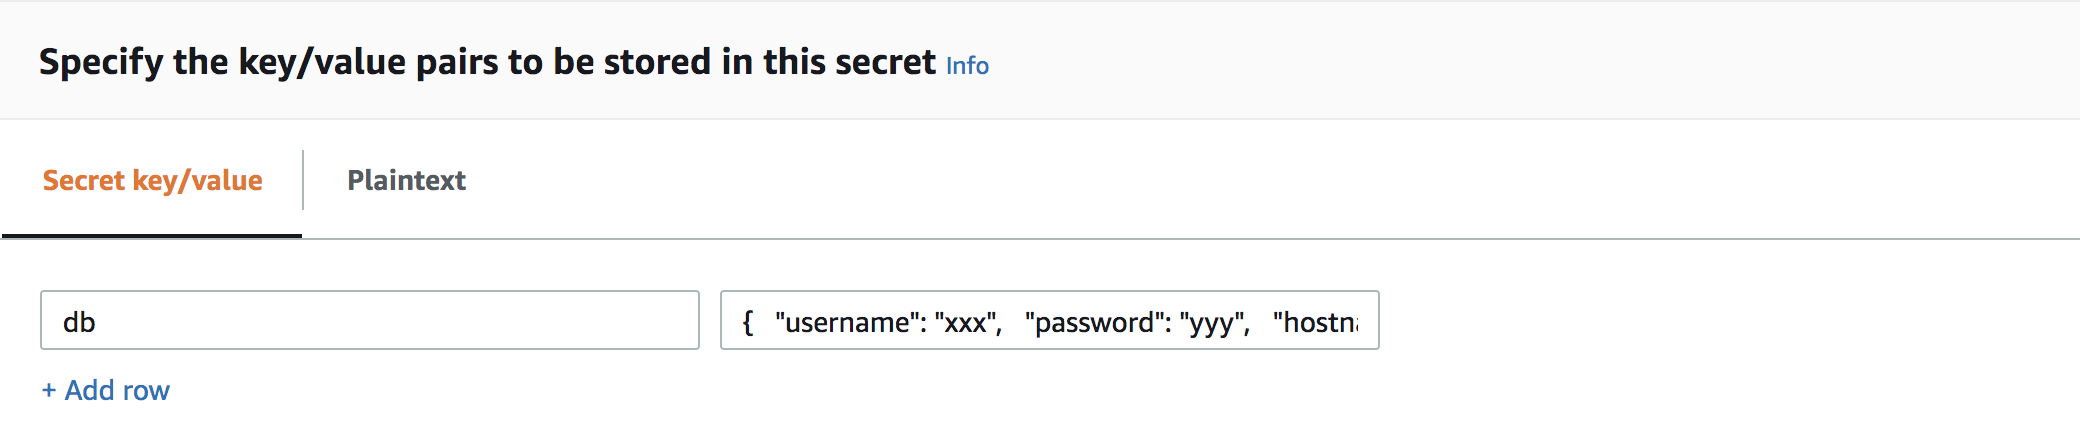 Specify the key/value pairs to be stored in this secret Info
Secret key/value Plaintext
db { "username": "xxx", "password": "yyy", "hostn
+ Add row